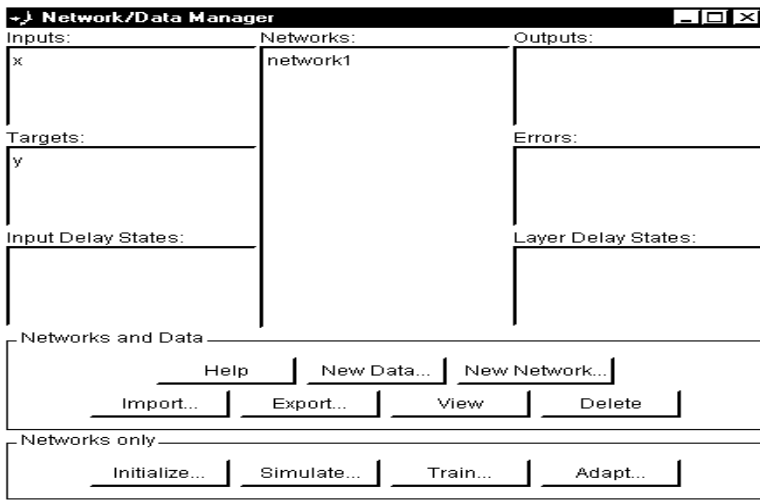 Network/Data Manager
Inputs: Networks: Outputs:
x network1
Targets: Errors:
y
Input Delay States: Layer Delay States:
Networks and Data
Help New Data... New Network...
Import... Export... View Delete
Networks only
Initialize... Simulate... Train... Adapt...